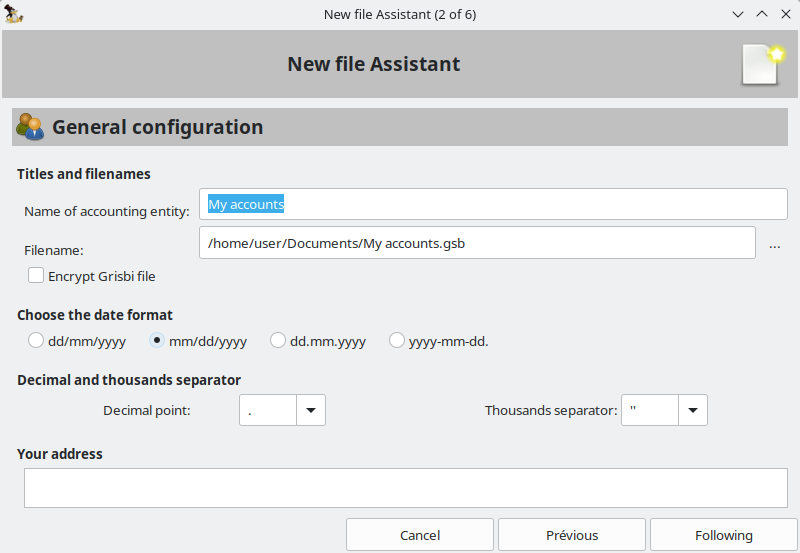 New file Assistant (2 of 6)
New file Assistant
General configuration
Titles and filenames
Name of accounting entity: My accounts
Filename: /home/user/Documents/My accounts.gsb ...
Encrypt Grisbi file
Choose the date format
dd/mm/yyyy mm/dd/yyyy dd.mm.yyyy yyyy-mm-dd.
Decimal and thousands separator
Decimal point: . Thousands separator: ''
Your address
Cancel Prévious Following